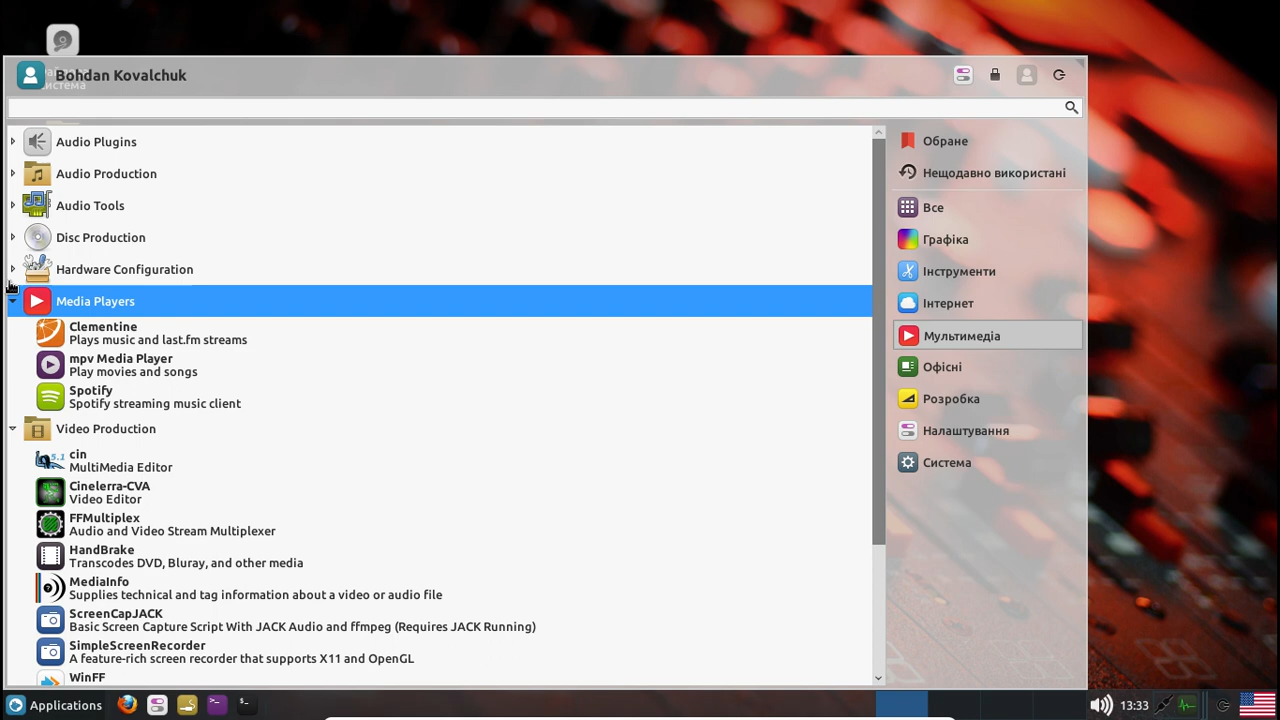 Bohdan Kovalchuk
система
Audio Plugins
Audio Production
Audio Tools
Disc Production
Hardware Configuration
Media Players
Clementine
Plays music and last.fm streams
mpv Media Player
Play movies and songs
Spotify
Spotify streaming music client
Video Production
cin
MultiMedia Editor
Cinelerra-CVA
Video Editor
FFMultiplex
Audio and Video Stream Multiplexer
HandBrake
Transcodes DVD, Bluray, and other media
MediaInfo
Supplies technical and tag information about a video or audio file
ScreenCapJACK
Basic Screen Capture Script With JACK Audio and ffmpeg (Requires JACK Running)
SimpleScreenRecorder
A feature-rich screen recorder that supports X11 and OpenGL
WinFF
5.1
Обране
Нещодавно використані
Все
Графіка
Інструменти
Інтернет
Мультимедіа
Офісні
Розробка
Налаштування
Система
Applications
13:33